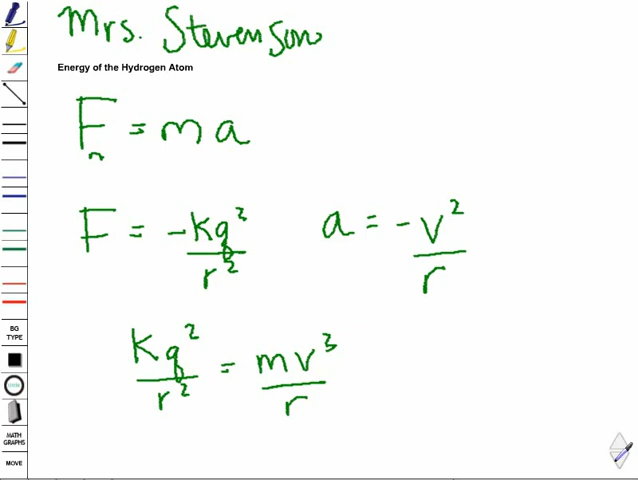 Mrs. Stevenson
Energy of the Hydrogen Atom
F = ma
n
F = -kq²/r² a = -v²/r
Kq²/r² = mv³/r
BG TYPE
MATH GRAPHS
MOVE